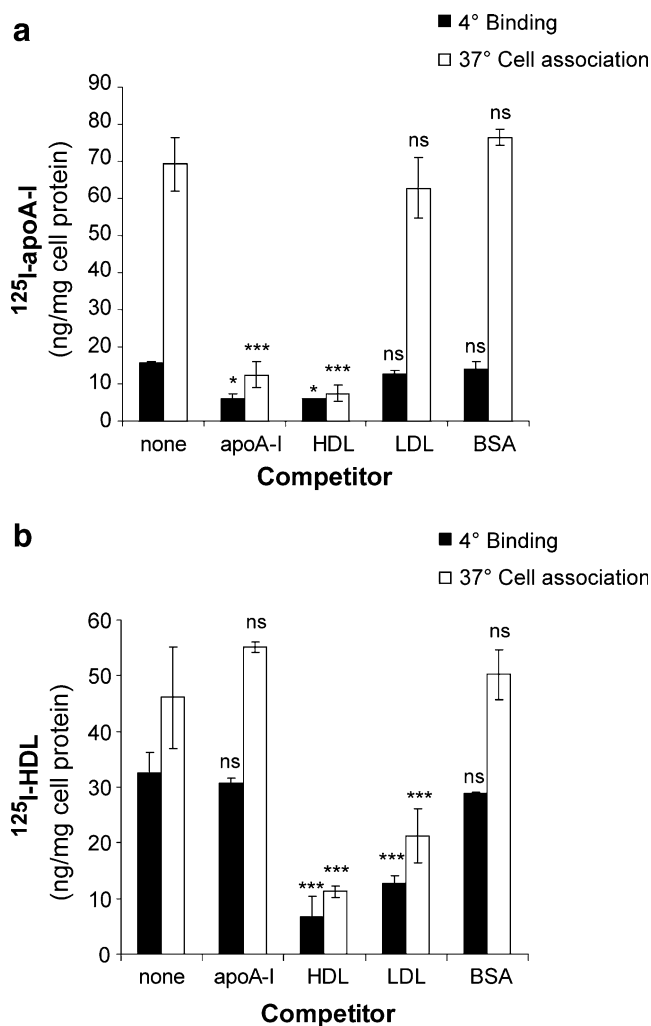 a
4° Binding
37° Cell association
90
80
70
60
50
40
30
20
10
0
125I-apoA-I
(ng/mg cell protein)
* *** * *** ns ns ns ns
none apoA-I HDL LDL BSA
Competitor
b
4° Binding
37° Cell association
60
50
40
30
20
10
0
125I-HDL
(ng/mg cell protein)
ns ns *** *** *** *** ns ns
none apoA-I HDL LDL BSA
Competitor